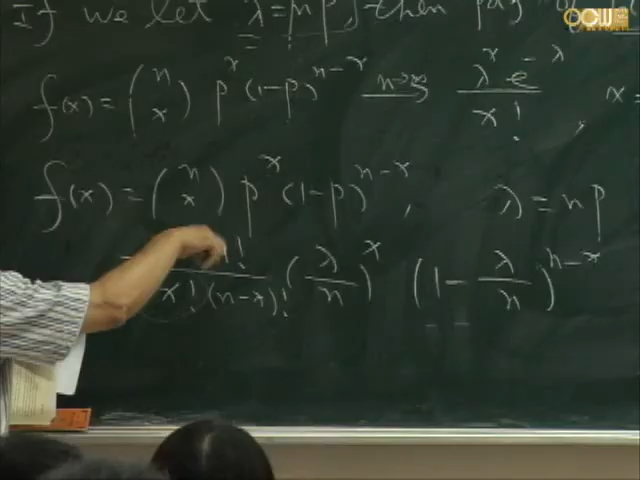 If we let λ = np, then
f(x) = (n x) p^x (1-p)^{n-x} n→∞ λ^x e^{-λ} / x! , x =
f(x) = (n x) p^x (1-p)^{n-x} , λ = np
= n! / x!(n-x)! (λ/n)^x (1 - λ/n)^{n-x}